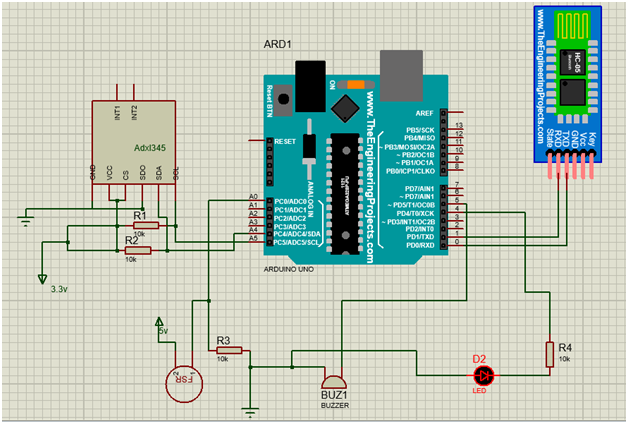 ARD1
www.TheEngineeringProjects.com
HC-05
Bluetooth
State
RXD
TXD
GND
Vcc
Key
INT1
INT2
Adxl345
GND
VCC
CS
SDO
SDA
SCL
R1
10k
R2
10k
3.3v
5v
FSR
2
1
R3
10k
BUZ1
BUZZER
D2
LED
R4
10k
Reset BTN
ON
www.TheEngineeringProjects.com
ANALOG IN
ATMEGA328P
RESET
A0
A1
A2
A3
A4
A5
PC0/ADC0
PC1/ADC1
PC2/ADC2
PC3/ADC3
PC4/ADC4/SDA
PC5/ADC5/SCL
AREF
PB5/SCK
13
PB4/MISO
12
PB3/MOSI/OC2A
11
~ PB2/OC1B
10
~ PB1/OC1A
9
PB0/ICP1/CLKO
8
PD7/AIN1
7
~ PD7/AIN1
6
~ PD5/T1/OC0B
5
PD4/T0/XCK
4
~ PD3/INT1/OC2B
3
PD2/INT0
2
PD1/TXD
1
PD0/RXD
0
ARDUINO UNO